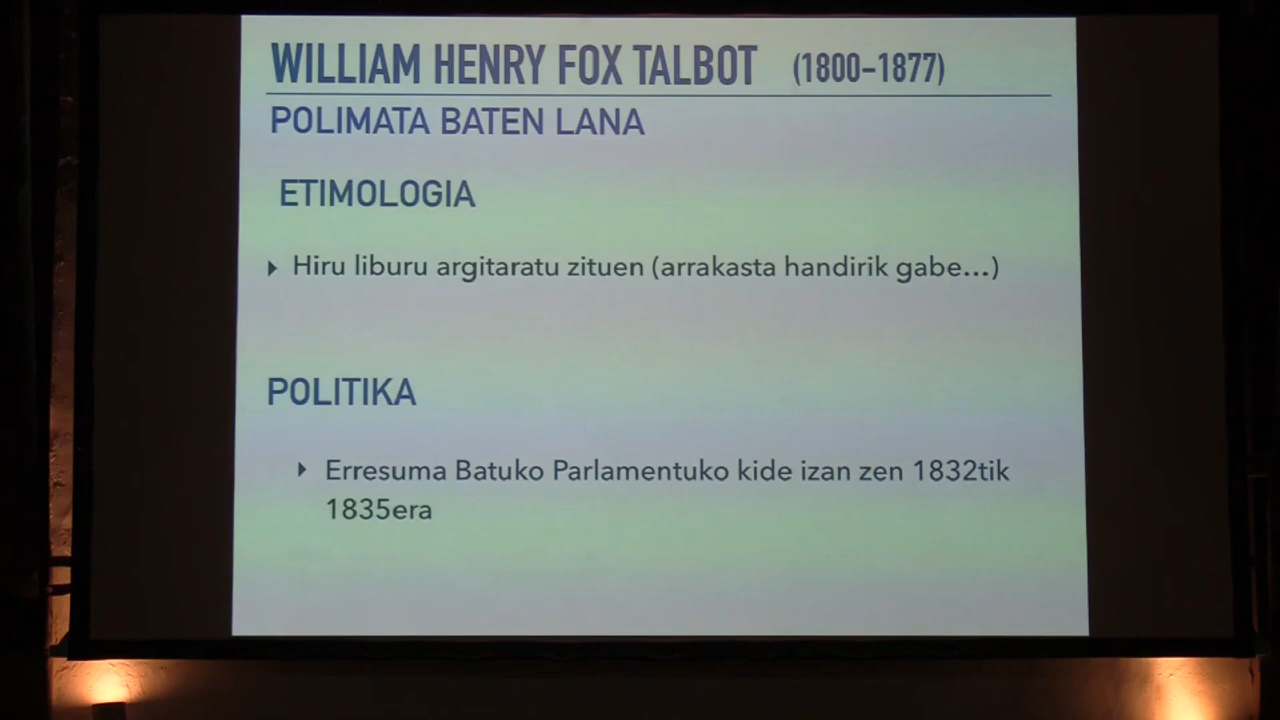 WILLIAM HENRY FOX TALBOT (1800-1877)
POLIMATA BATEN LANA
ETIMOLOGIA
Hiru liburu argitaratu zituen (arrakasta handirik gabe...)
POLITIKA
Erresuma Batuko Parlamentuko kide izan zen 1832tik
1835era